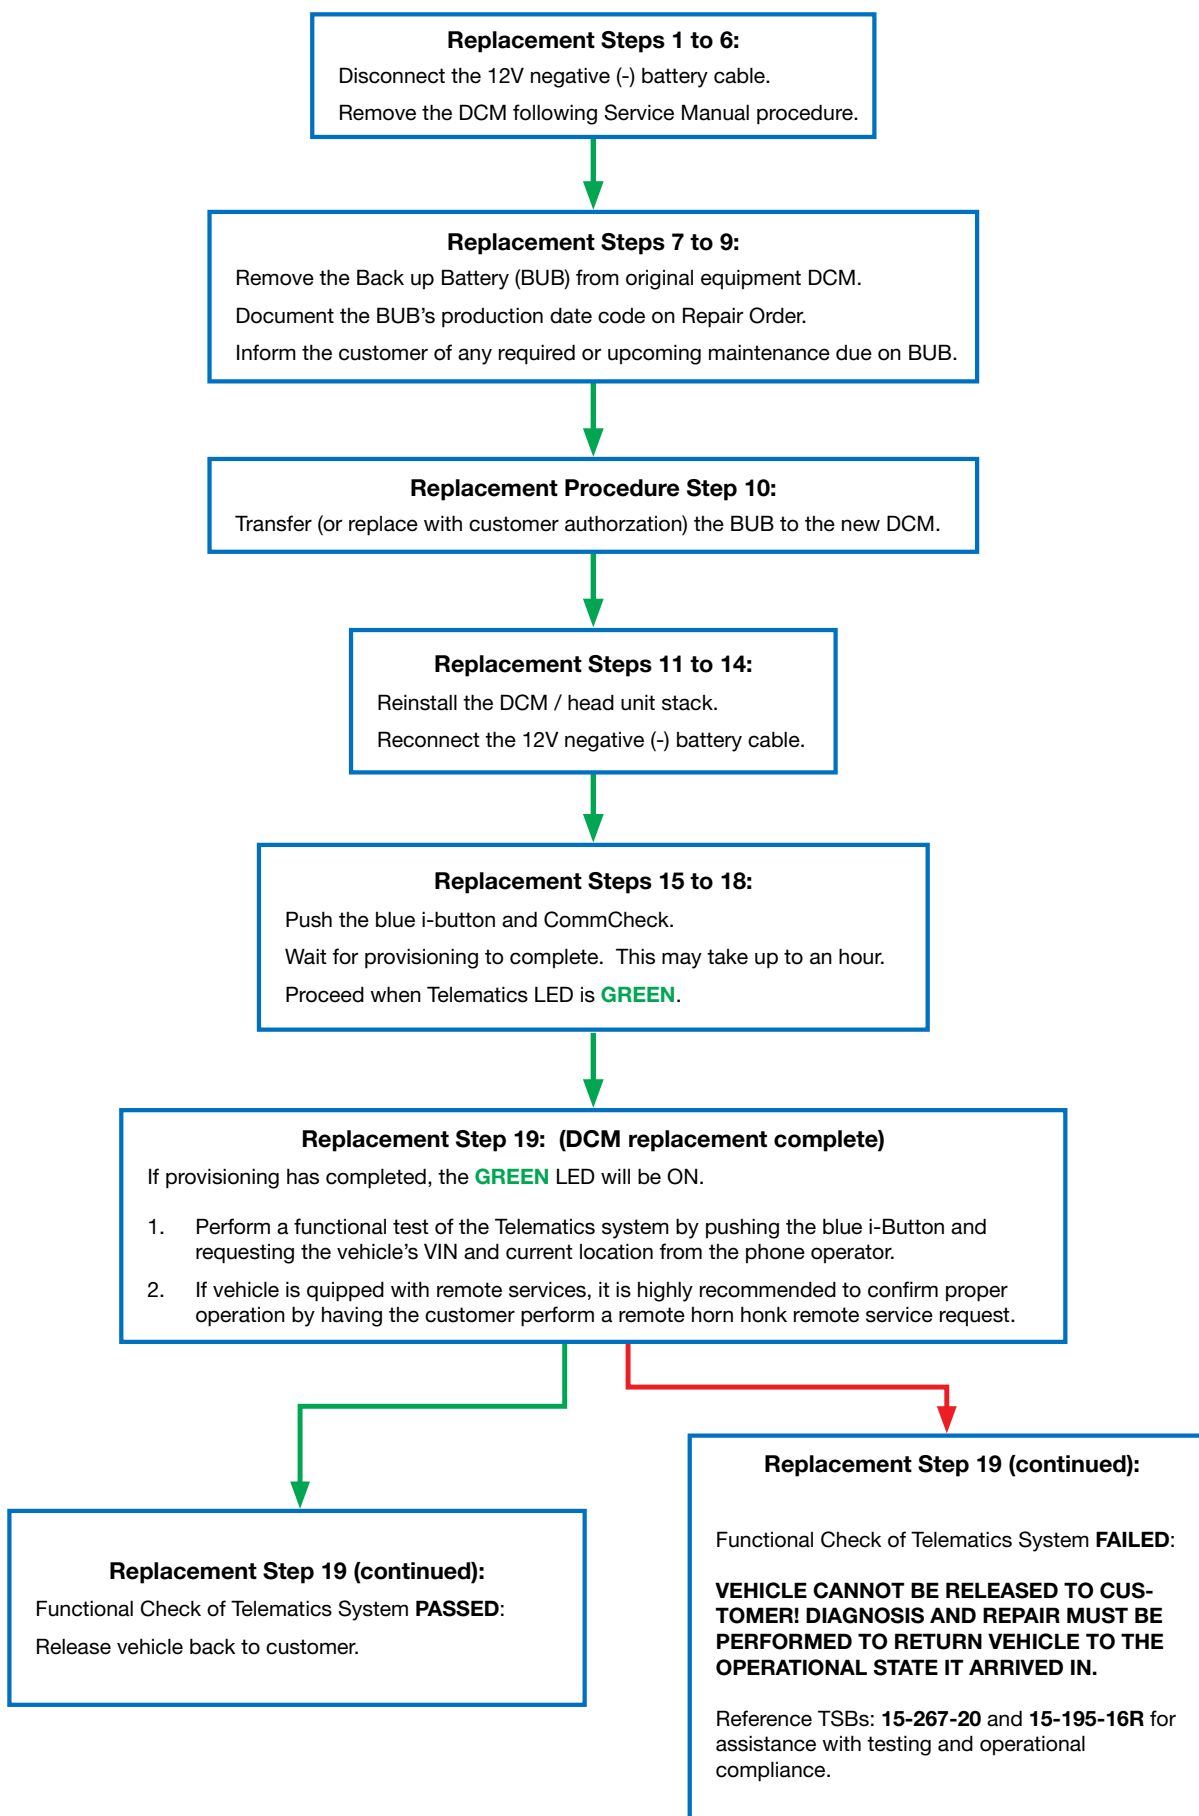 Replacement Steps 1 to 6:
Disconnect the 12V negative (-) battery cable.
Remove the DCM following Service Manual procedure.
Replacement Steps 7 to 9:
Remove the Back up Battery (BUB) from original equipment DCM.
Document the BUB's production date code on Repair Order.
Inform the customer of any required or upcoming maintenance due on BUB.
Replacement Procedure Step 10:
Transfer (or replace with customer authorzation) the BUB to the new DCM.
Replacement Steps 11 to 14:
Reinstall the DCM / head unit stack.
Reconnect the 12V negative (-) battery cable.
Replacement Steps 15 to 18:
Push the blue i-button and CommCheck.
Wait for provisioning to complete.  This may take up to an hour.
Proceed when Telematics LED is GREEN.
Replacement Step 19:  (DCM replacement complete)
If provisioning has completed, the GREEN LED will be ON.
1. Perform a functional test of the Telematics system by pushing the blue i-Button and
requesting the vehicle's VIN and current location from the phone operator.
2. If vehicle is quipped with remote services, it is highly recommended to confirm proper
operation by having the customer perform a remote horn honk remote service request.
Replacement Step 19 (continued):
Functional Check of Telematics System PASSED:
Release vehicle back to customer.
Replacement Step 19 (continued):
Functional Check of Telematics System FAILED:
VEHICLE CANNOT BE RELEASED TO CUS-
TOMER! DIAGNOSIS AND REPAIR MUST BE
PERFORMED TO RETURN VEHICLE TO THE
OPERATIONAL STATE IT ARRIVED IN.
Reference TSBs: 15-267-20 and 15-195-16R for
assistance with testing and operational
compliance.